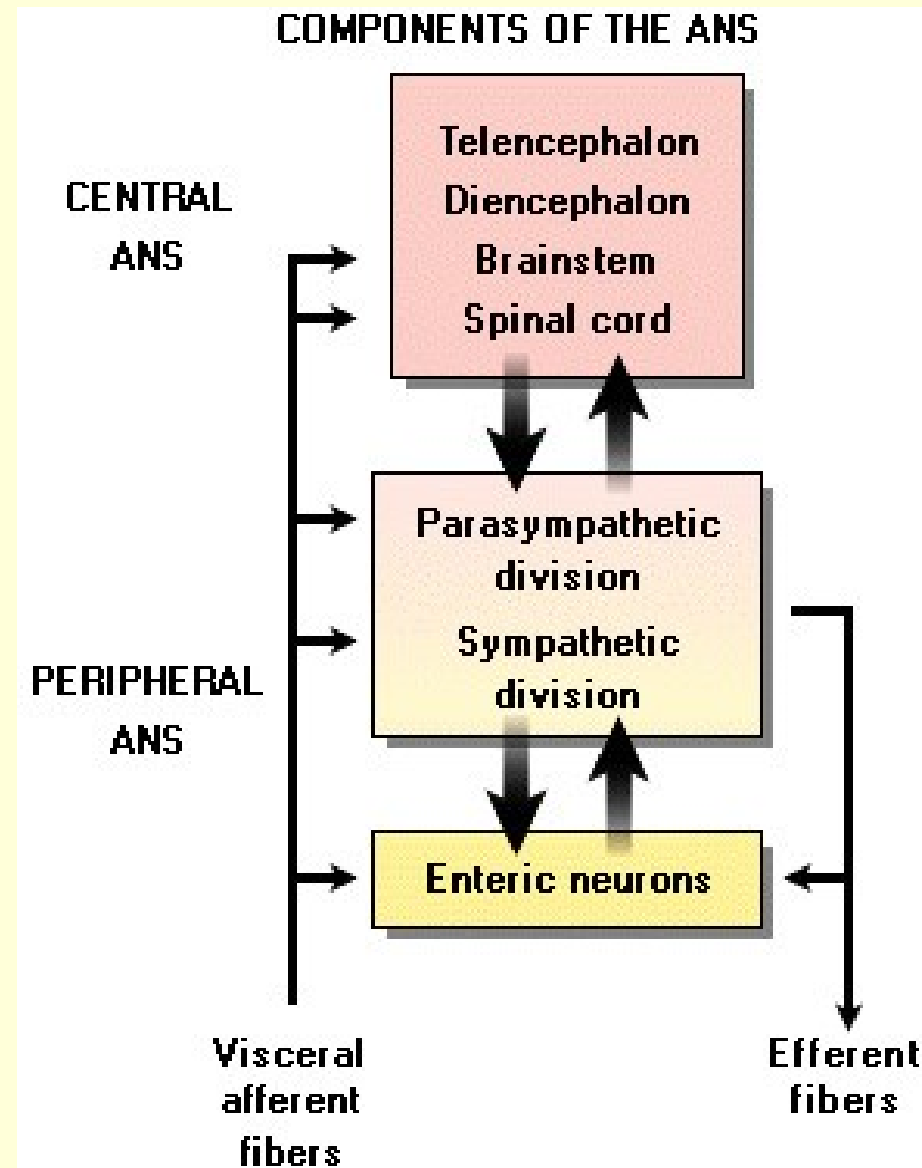 COMPONENTS OF THE ANS
CENTRAL
ANS
Telencephalon
Diencephalon
Brainstem
Spinal cord
PERIPHERAL
ANS
Parasympathetic
division
Sympathetic
division
Enteric neurons
Visceral
afferent
fibers
Efferent
fibers